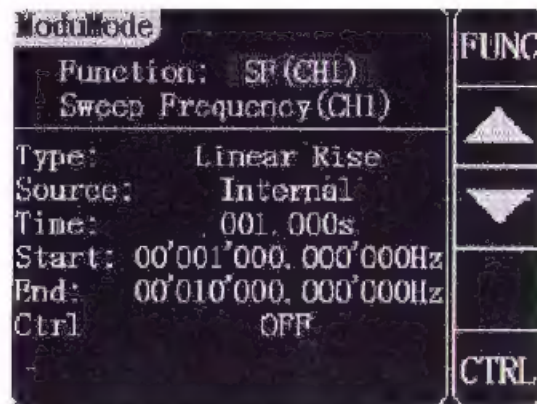 ModuMode
FUNC
Function: SF(CH1)
Sweep Frequency(CH1)
Type: Linear Rise
Source: Internal
Time: 001.000s
Start: 00'001'000.000'000Hz
End: 00'010'000.000'000Hz
Ctrl OFF
CTRL